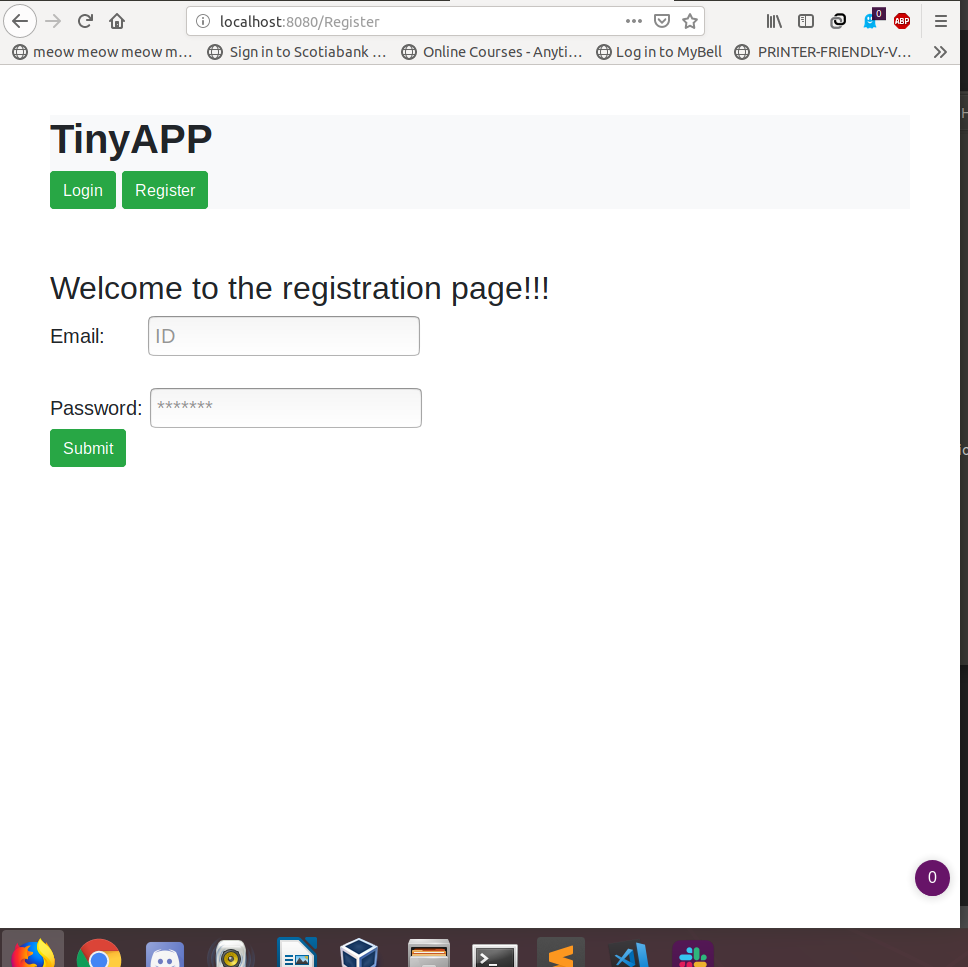 localhost:8080/Register
0
ABP
meow meow meow m…
Sign in to Scotiabank …
Online Courses - Anyti…
Log in to MyBell
PRINTER-FRIENDLY-V…
TinyAPP
Login
Register
Welcome to the registration page!!!
Email:
ID
Password:
*******
Submit
0